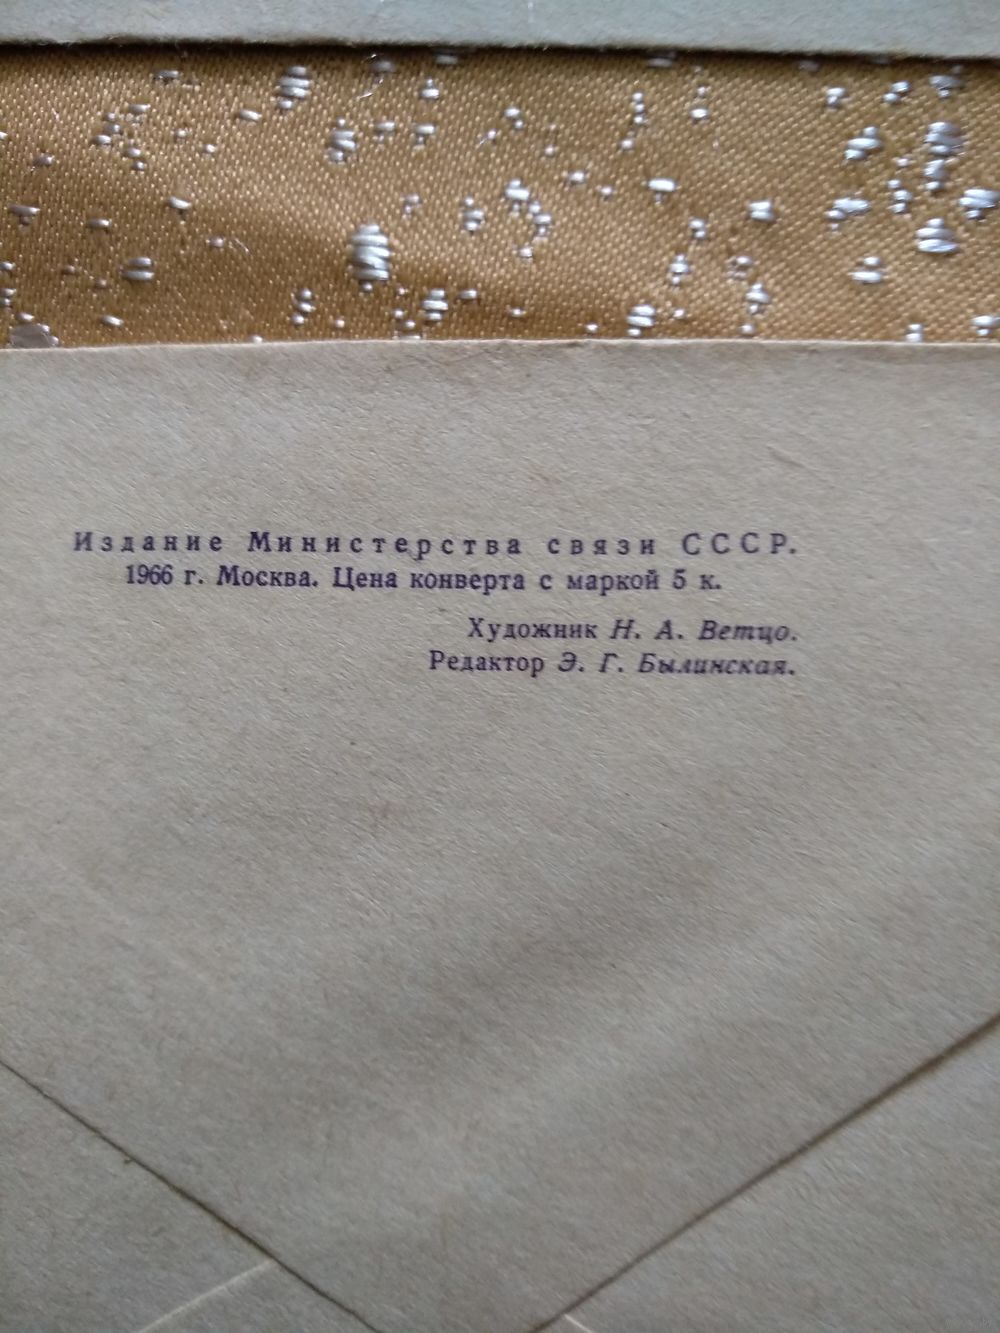 Издание Министерства связи СССР.
1966 г. Москва. Цена конверта с маркой 5 к.
Художник Н. А. Ветцо.
Редактор Э. Г. Былинская.